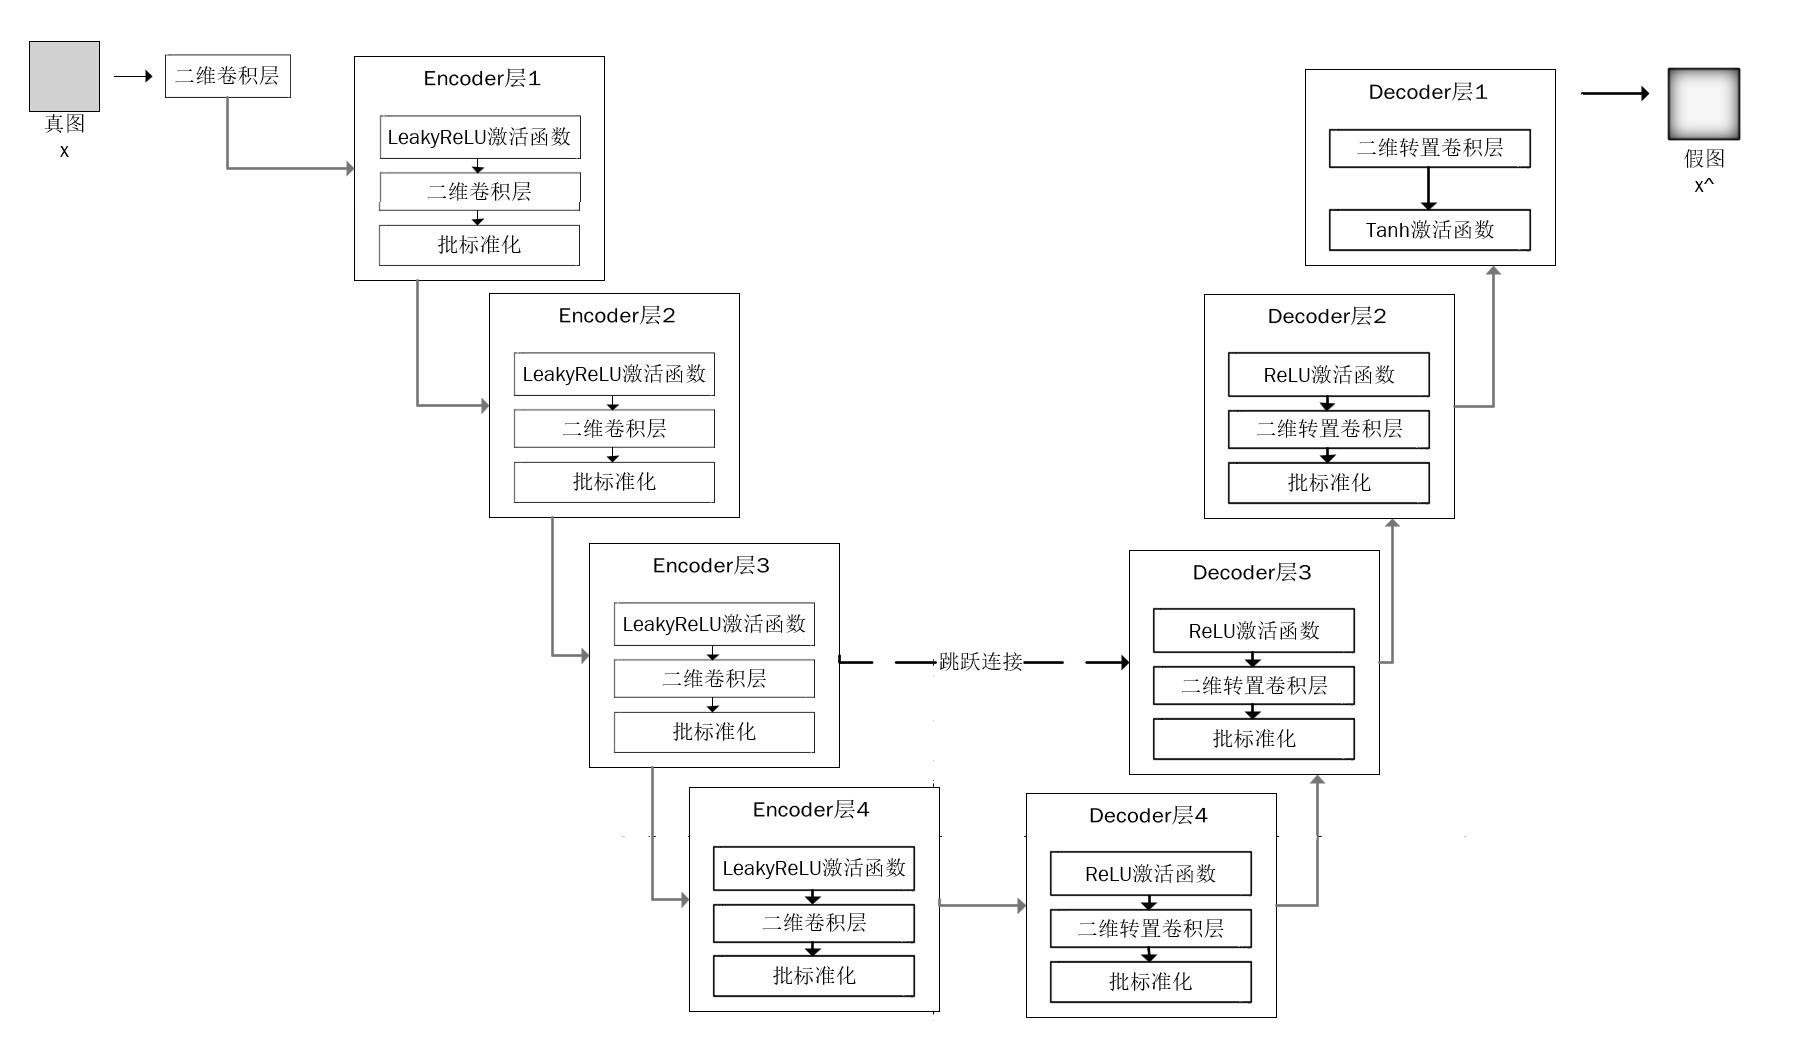 真图
x
二维卷积层
Encoder层1
LeakyReLU激活函数
二维卷积层
批标准化
Encoder层2
LeakyReLU激活函数
二维卷积层
批标准化
Encoder层3
LeakyReLU激活函数
二维卷积层
批标准化
跳跃连接
Encoder层4
LeakyReLU激活函数
二维卷积层
批标准化
Decoder层4
ReLU激活函数
二维转置卷积层
批标准化
Decoder层3
ReLU激活函数
二维转置卷积层
批标准化
Decoder层2
ReLU激活函数
二维转置卷积层
批标准化
Decoder层1
二维转置卷积层
Tanh激活函数
假图
x^